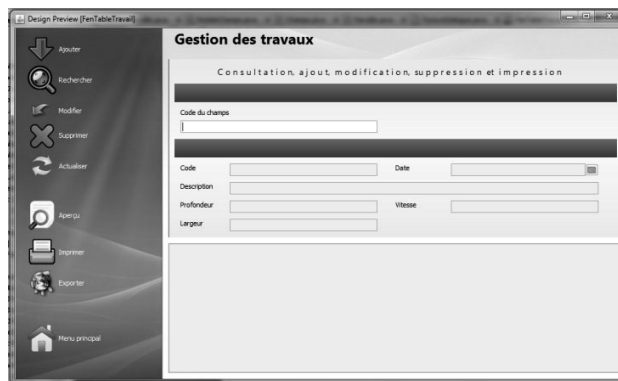 Design Preview [FenTableTravail]
Ajouter
Rechercher
Modifier
Supprimer
Actualiser
Aperçu
Imprimer
Exporter
Menu principal
Gestion des travaux
Consultation, ajout, modification, suppression et impression
Code du champs
Code
Date
Description
Profondeur
Vitesse
Largeur